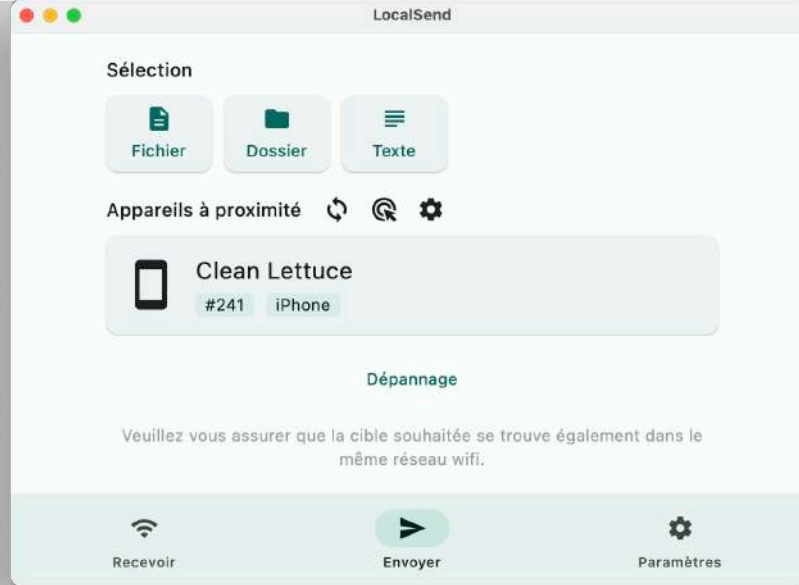 LocalSend
Sélection
Fichier
Dossier
Texte
Appareils à proximité
Clean Lettuce
#241 iPhone
Dépannage
Veuillez vous assurer que la cible souhaitée se trouve également dans le
même réseau wifi.
Recevoir
Envoyer
Paramètres